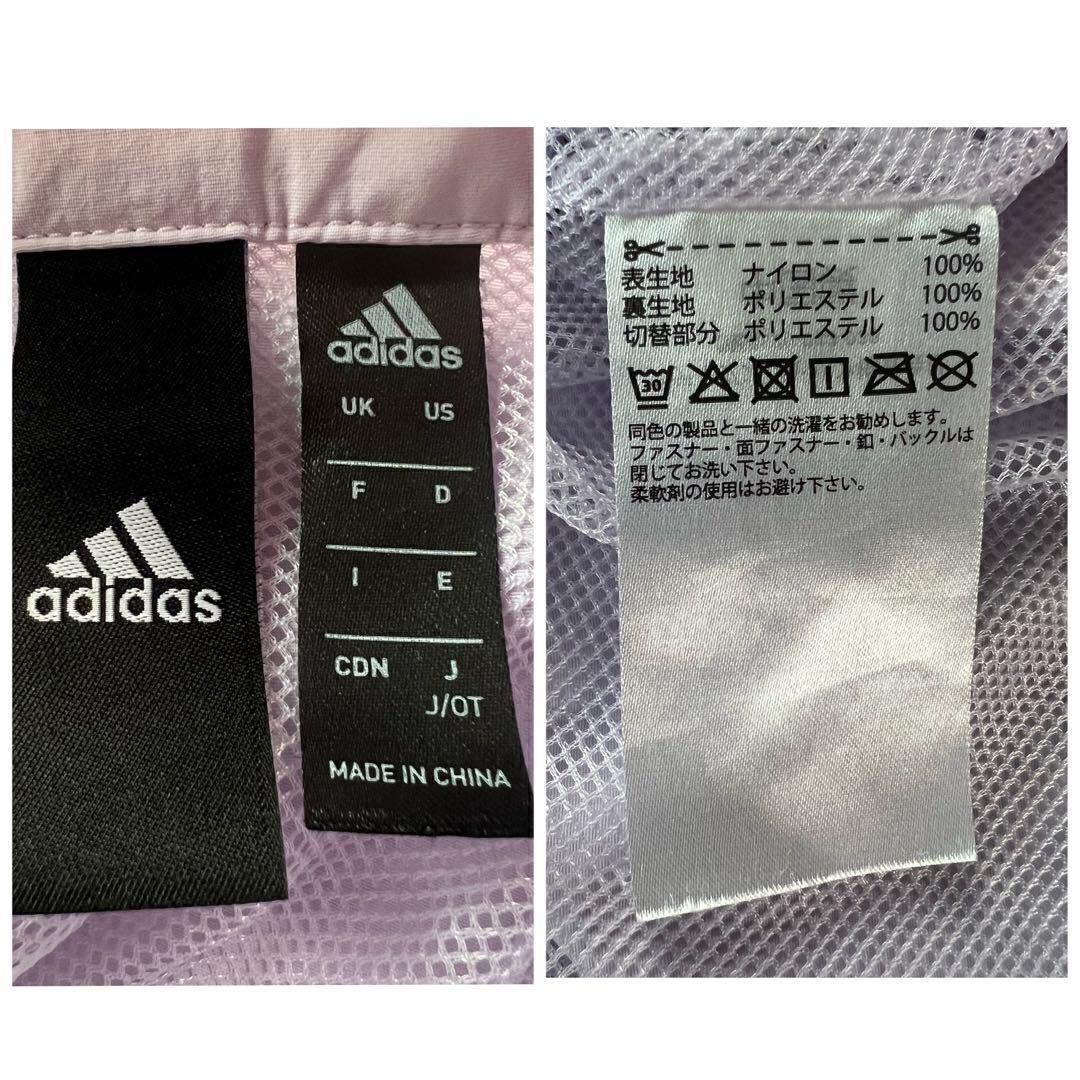 adidas
adidas
UK US
F D
I E
CDN J
J/OT
MADE IN CHINA
表生地 ナイロン 100%
裏生地 ポリエステル 100%
切替部分 ポリエステル 100%
30
同色の製品と一緒の洗濯をお勧めします。
ファスナー・面ファスナー・釦・バックルは
閉じてお洗い下さい。
柔軟剤の使用はお避け下さい。